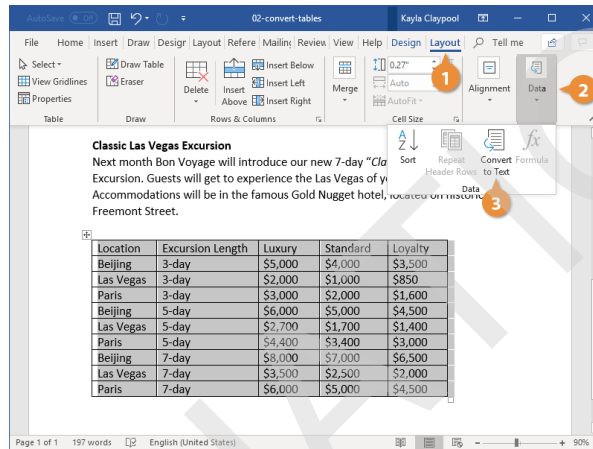 AutoSave Off 02-convert-tables Kayla Claypool
File Home Insert Draw Desigr Layout Refere Mailing Review View Help Design Layout Tell me
Select Draw Table Insert Below 0.27"
View Gridlines Eraser Delete Insert Above Insert Left Merge Auto Alignment Data
Properties Insert Right AutoFit
Table Draw Rows & Columns Cell Size
1
2
Sort Repeat Header Rows Convert to Text Formula
Data
3
Classic Las Vegas Excursion
Next month Bon Voyage will introduce our new 7-day “Cla
Excursion. Guests will get to experience the Las Vegas of y
Accommodations will be in the famous Gold Nugget hotel, located on historic
Freemont Street.
Location Excursion Length Luxury Standard Loyalty
Beijing 3-day $5,000 $4,000 $3,500
Las Vegas 3-day $2,000 $1,000 $850
Paris 3-day $3,000 $2,000 $1,600
Beijing 5-day $6,000 $5,000 $4,500
Las Vegas 5-day $2,700 $1,700 $1,400
Paris 5-day $4,400 $3,400 $3,000
Beijing 7-day $8,000 $7,000 $6,500
Las Vegas 7-day $3,500 $2,500 $2,000
Paris 7-day $6,000 $5,000 $4,500
Page 1 of 1 197 words English (United States) 90%